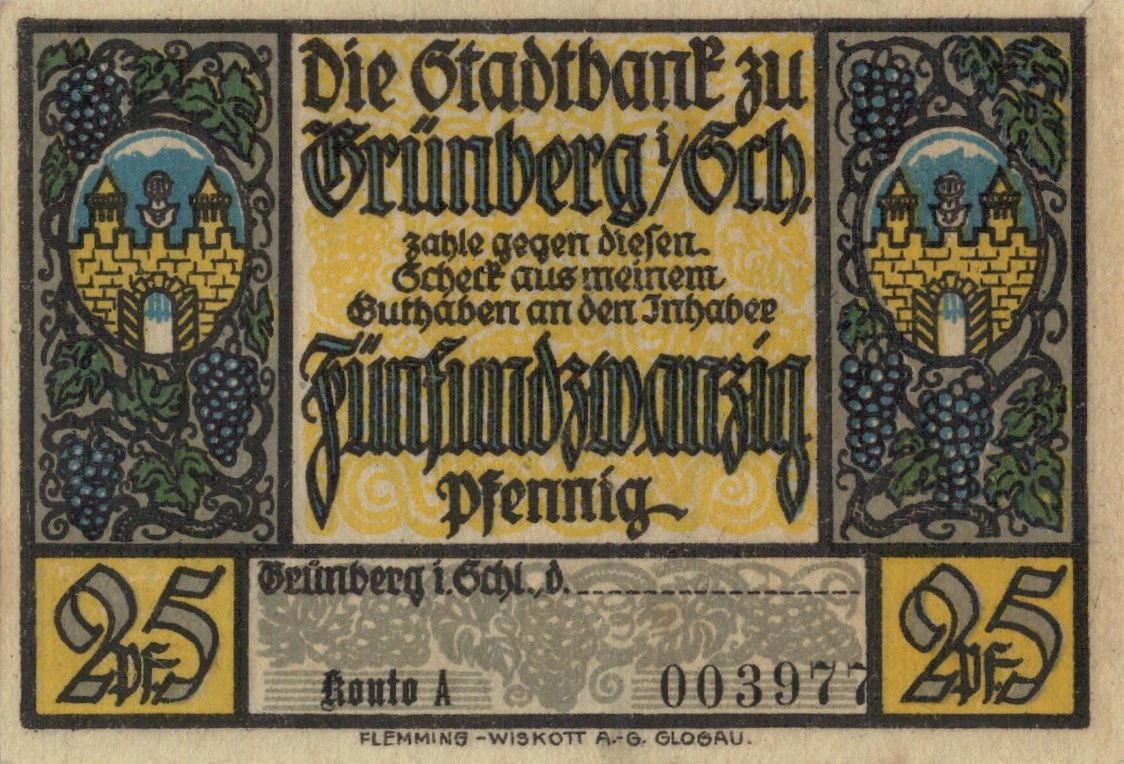 Die Stadtbank zu
Grünberg i/Sch.
zahle gegen diesen
Scheck aus meinem
Guthaben an den Inhaber
Fünfundzwanzig
Pfennig
25
Pf.
Grünberg i. Schl., d.
25
Pf.
Konto A 003977
FLEMMING-WISKOTT A.-G. GLOGAU.